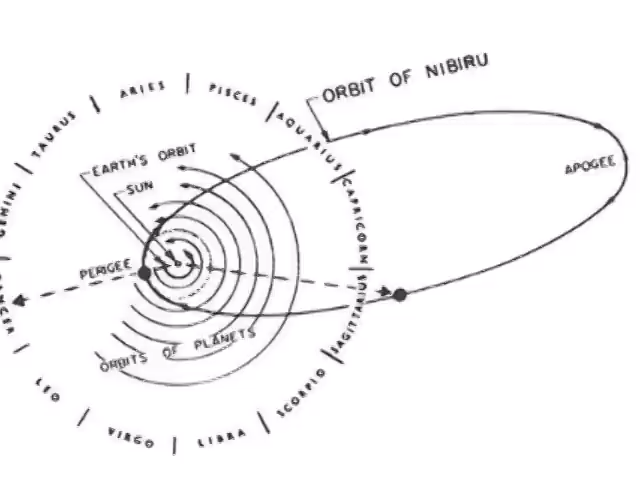 ORBIT OF NIBIRU
ARIES
PISCES
TAURUS
AQUARIUS
EARTH'S ORBIT
SUN
APOGEE
GEMINI
CAPRICORN
PERIGEE
CANCER
SAGITTARIUS
ORBITS OF PLANETS
LEO
SCORPIO
VIRGO
LIBRA